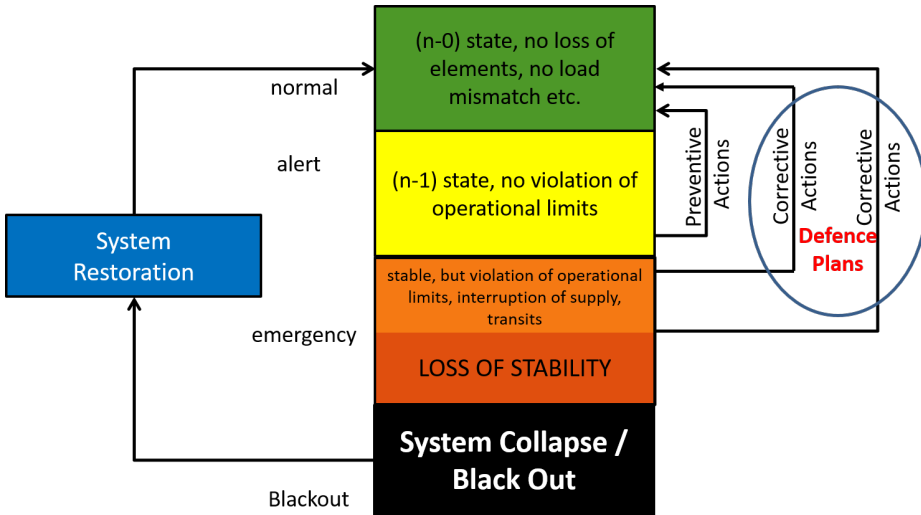 (n-0) state, no loss of
elements, no load
mismatch etc.
normal
alert
(n-1) state, no violation of
operational limits
Preventive
Actions
Corrective
Actions
Corrective
Actions
Defence
Plans
System
Restoration
stable, but violation of operational
limits, interruption of supply,
transits
emergency
LOSS OF STABILITY
System Collapse /
Black Out
Blackout